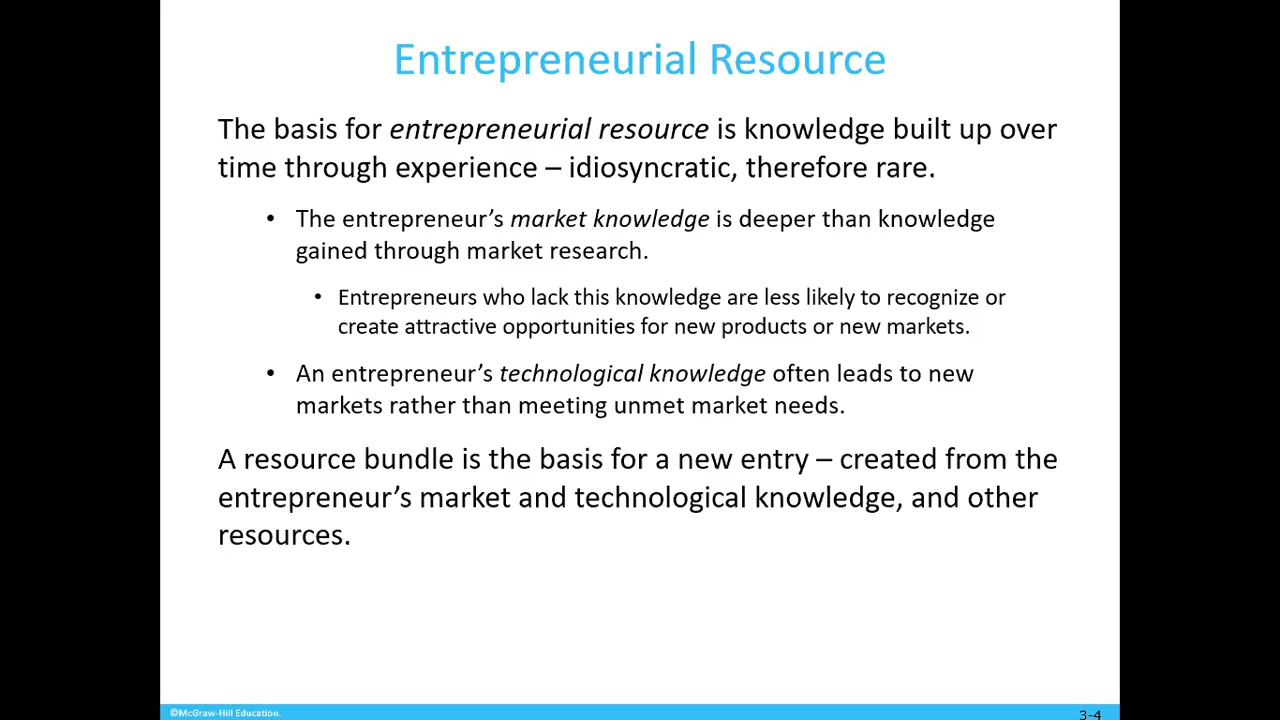 Entrepreneurial Resource
The basis for entrepreneurial resource is knowledge built up over
time through experience – idiosyncratic, therefore rare.
• The entrepreneur’s market knowledge is deeper than knowledge
gained through market research.
• Entrepreneurs who lack this knowledge are less likely to recognize or
create attractive opportunities for new products or new markets.
• An entrepreneur’s technological knowledge often leads to new
markets rather than meeting unmet market needs.
A resource bundle is the basis for a new entry – created from the
entrepreneur’s market and technological knowledge, and other
resources.
©McGraw-Hill Education.
3-4